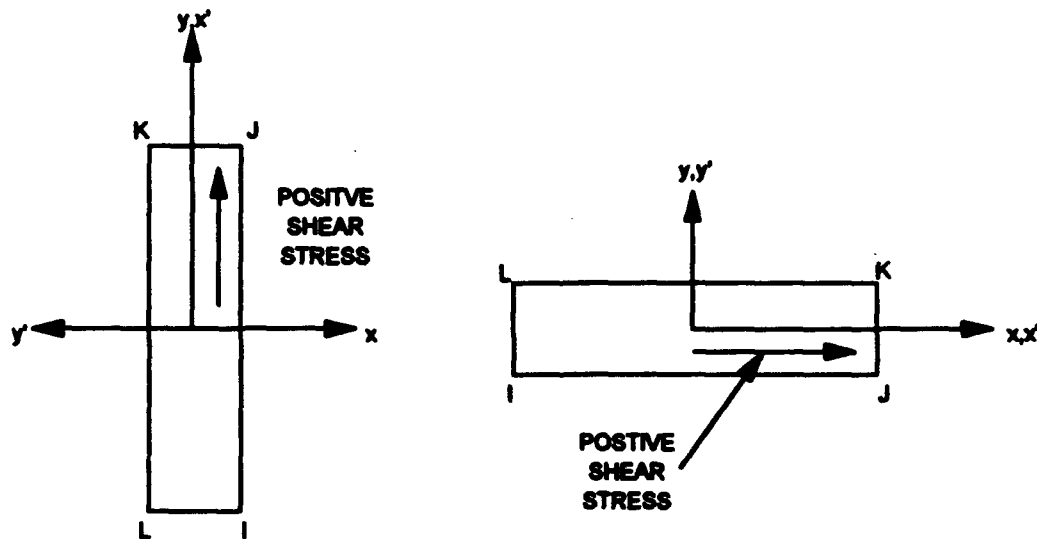 y,x'
K
J
POSITVE
SHEAR
STRESS
y'
x
L
I
y,y'
L
K
x,x'
I
J
POSTIVE
SHEAR
STRESS